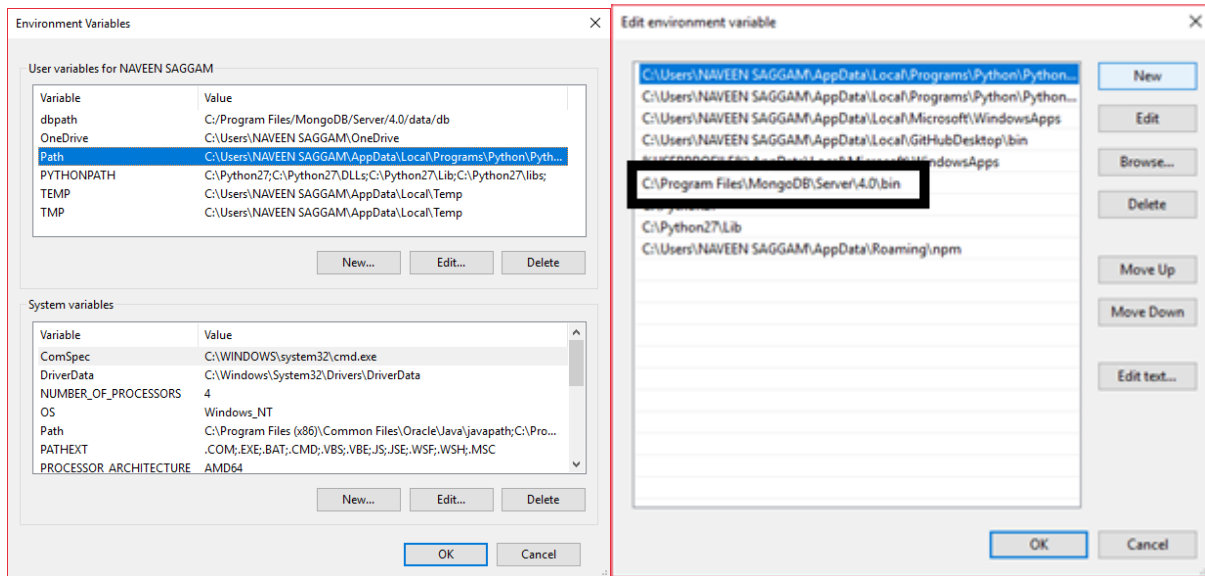 Environment Variables
User variables for NAVEEN SAGGAM
Variable Value
dbpath C:/Program Files/MongoDB/Server/4.0/data/db
OneDrive C:\Users\NAVEEN SAGGAM\OneDrive
Path C:\Users\NAVEEN SAGGAM\AppData\Local\Programs\Python\Pyth...
PYTHONPATH C:\Python27;C:\Python27\DLLs;C:\Python27\Lib;C:\Python27\libs;
TEMP C:\Users\NAVEEN SAGGAM\AppData\Local\Temp
TMP C:\Users\NAVEEN SAGGAM\AppData\Local\Temp
New... Edit... Delete
System variables
Variable Value
ComSpec C:\WINDOWS\system32\cmd.exe
DriverData C:\Windows\System32\Drivers\DriverData
NUMBER_OF_PROCESSORS 4
OS Windows_NT
Path C:\Program Files (x86)\Common Files\Oracle\Java\javapath;C:\Pro...
PATHEXT .COM;.EXE;.BAT;.CMD;.VBS;.VBE;.JS;.JSE;.WSF;.WSH;.MSC
PROCESSOR_ARCHITECTURE AMD64
New... Edit... Delete
OK Cancel
Edit environment variable
C:\Users\NAVEEN SAGGAM\AppData\Local\Programs\Python\Python...
C:\Users\NAVEEN SAGGAM\AppData\Local\Programs\Python\Python...
C:\Users\NAVEEN SAGGAM\AppData\Local\Microsoft\WindowsApps
C:\Users\NAVEEN SAGGAM\AppData\Local\GitHubDesktop\bin
C:\Program Files\MongoDB\Server\4.0\bin
C:\Python27\Lib
C:\Users\NAVEEN SAGGAM\AppData\Roaming\npm
New
Edit
Browse...
Delete
Move Up
Move Down
Edit text...
OK Cancel